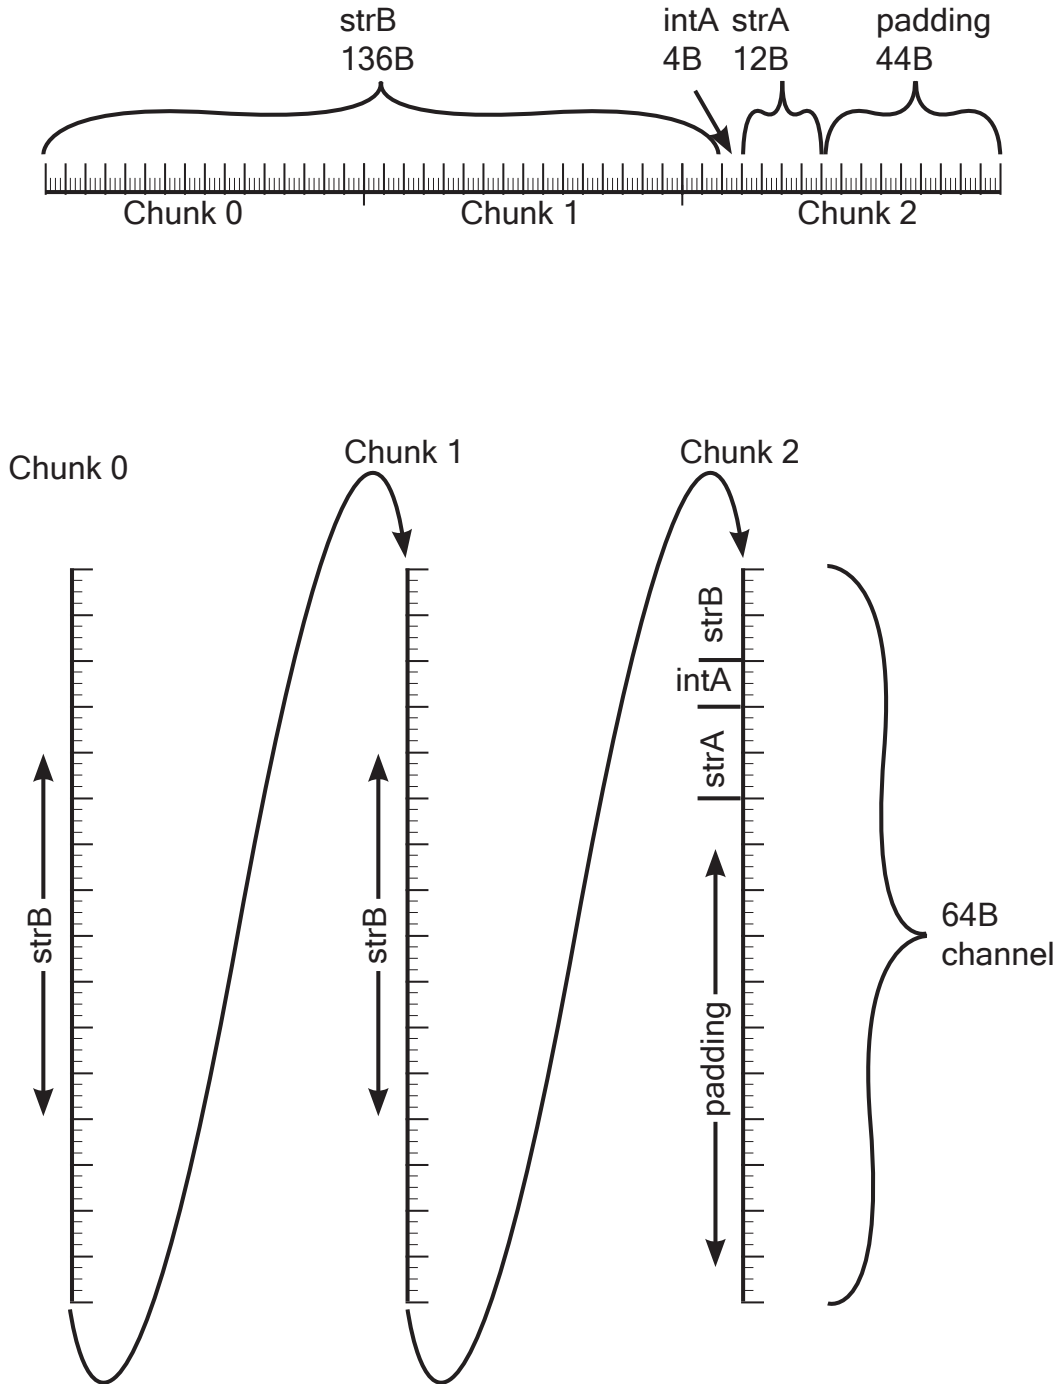 strB
136B
intA
4B
strA
12B
padding
44B
Chunk 0
Chunk 1
Chunk 2
Chunk 0
Chunk 1
Chunk 2
strB
strB
strB
intA
strA
padding
64B
channel